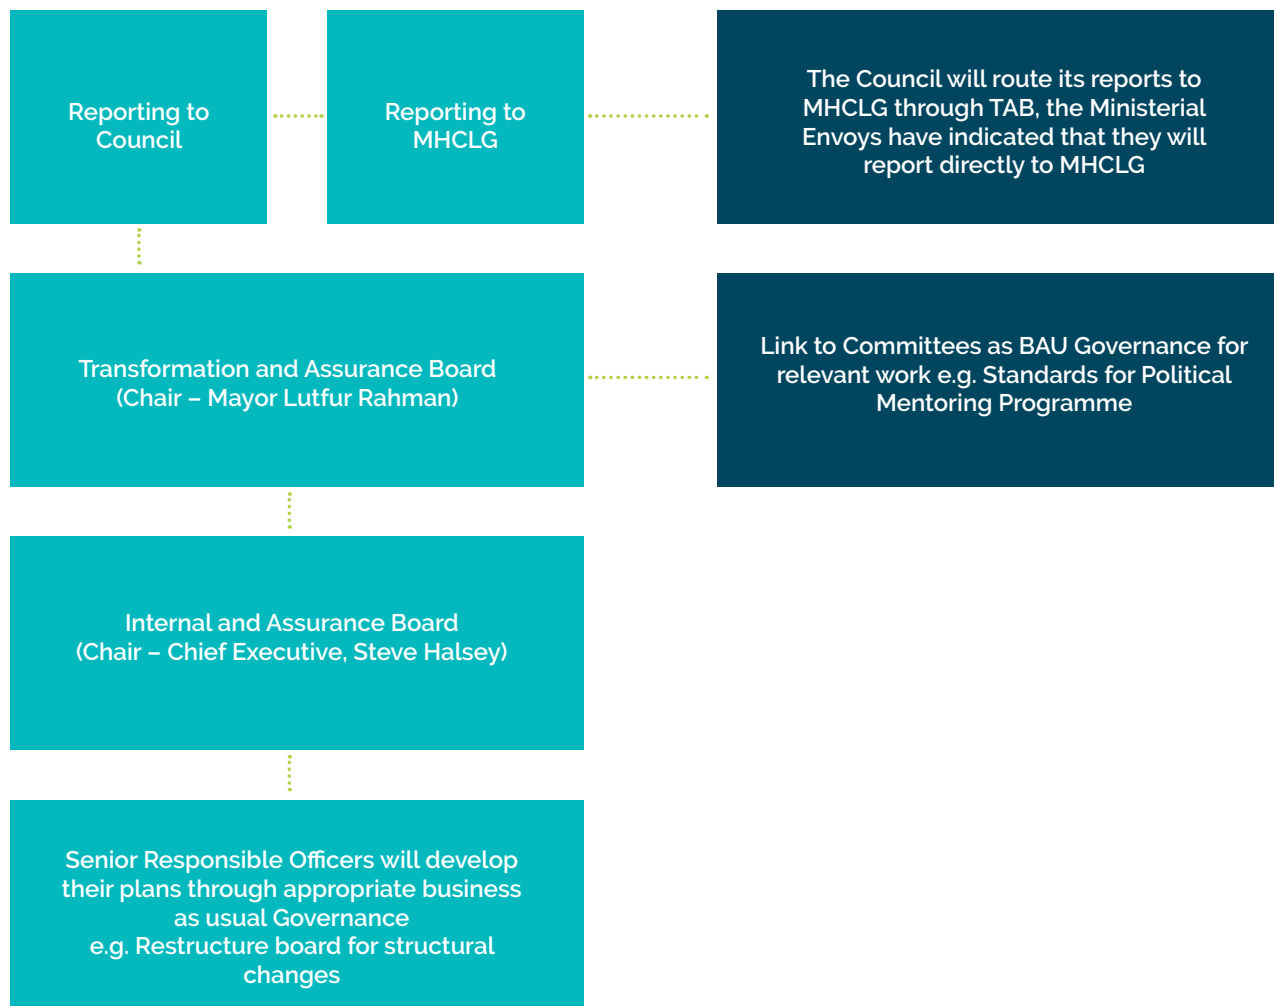 Reporting to
Council
Reporting to
MHCLG
The Council will route its reports to
MHCLG through TAB, the Ministerial
Envoys have indicated that they will
report directly to MHCLG
Transformation and Assurance Board
(Chair – Mayor Lutfur Rahman)
Link to Committees as BAU Governance for
relevant work e.g. Standards for Political
Mentoring Programme
Internal and Assurance Board
(Chair – Chief Executive, Steve Halsey)
Senior Responsible Officers will develop
their plans through appropriate business
as usual Governance
e.g. Restructure board for structural
changes